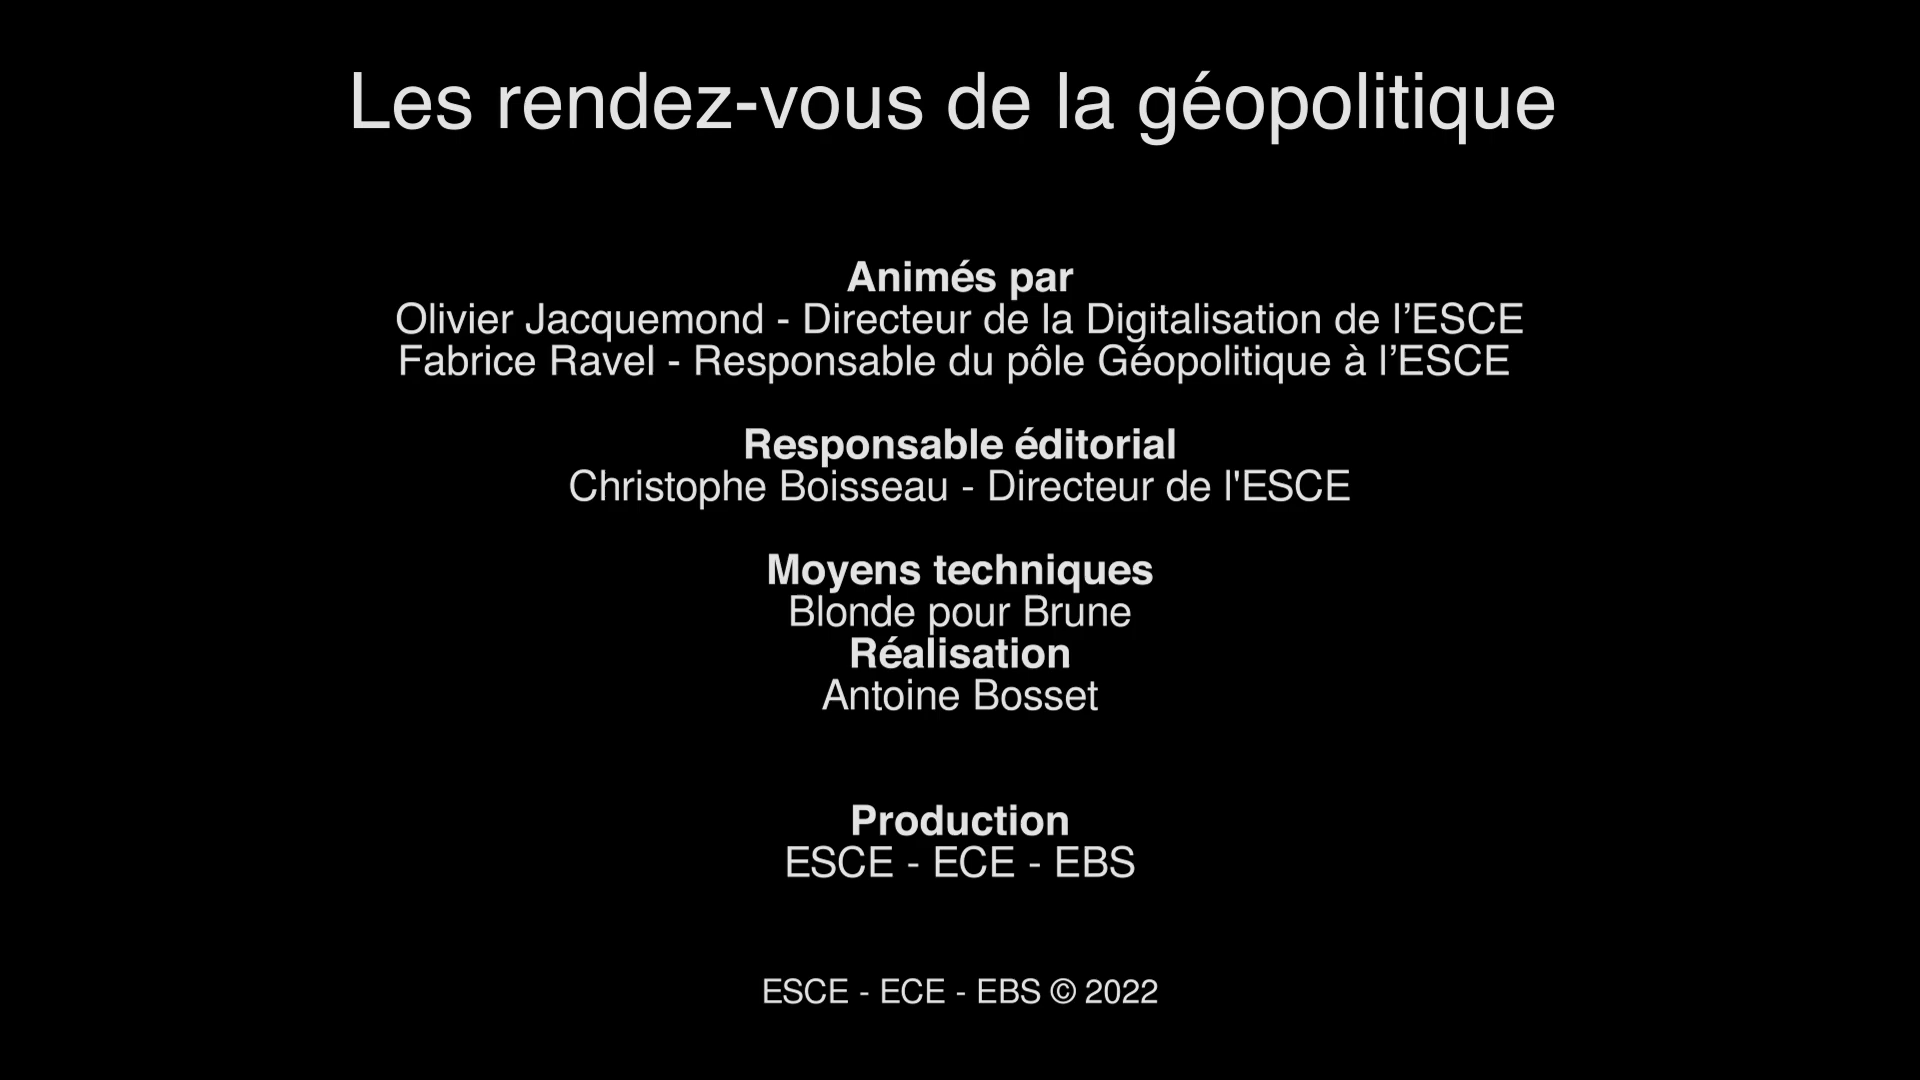 Les rendez-vous de la géopolitique
Animés par
Olivier Jacquemond - Directeur de la Digitalisation de l’ESCE
Fabrice Ravel - Responsable du pôle Géopolitique à l’ESCE
Responsable éditorial
Christophe Boisseau - Directeur de l'ESCE
Moyens techniques
Blonde pour Brune
Réalisation
Antoine Bosset
Production
ESCE - ECE - EBS
ESCE - ECE - EBS © 2022